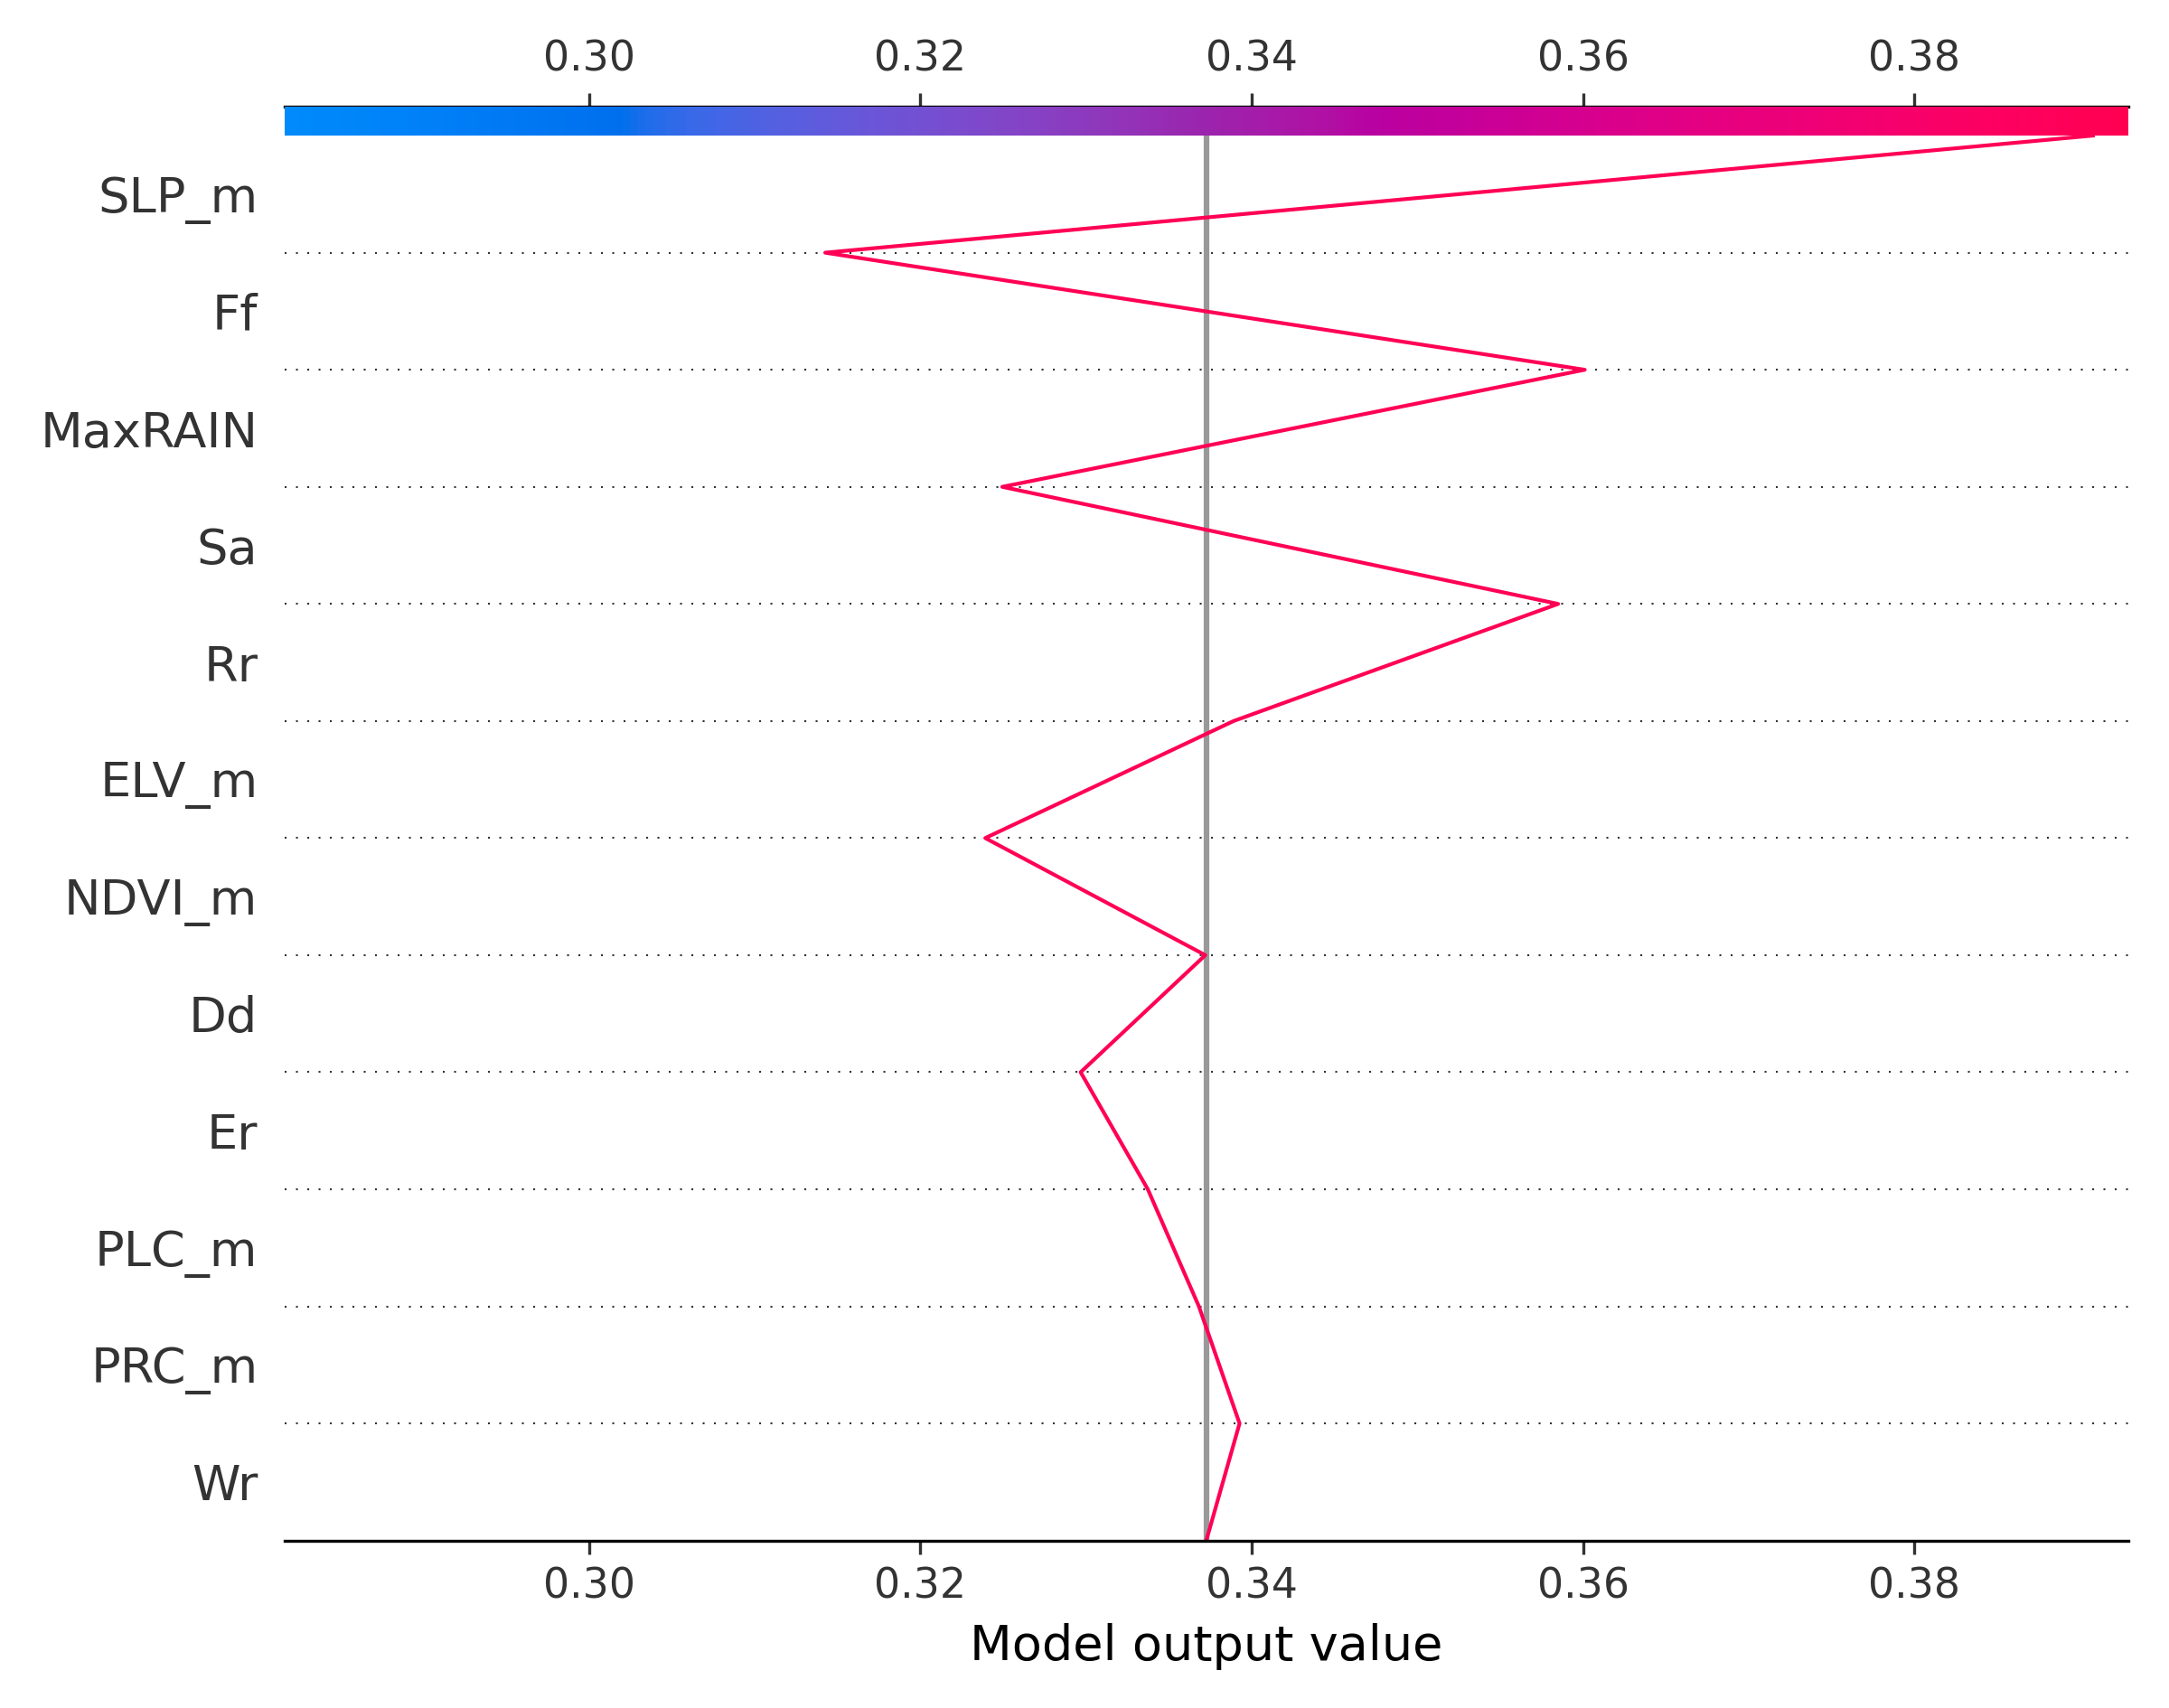 0.30 0.32 0.34 0.36 0.38
SLP_m
Ff
MaxRAIN
Sa
Rr
ELV_m
NDVI_m
Dd
Er
PLC_m
PRC_m
Wr
0.30 0.32 0.34 0.36 0.38
Model output value